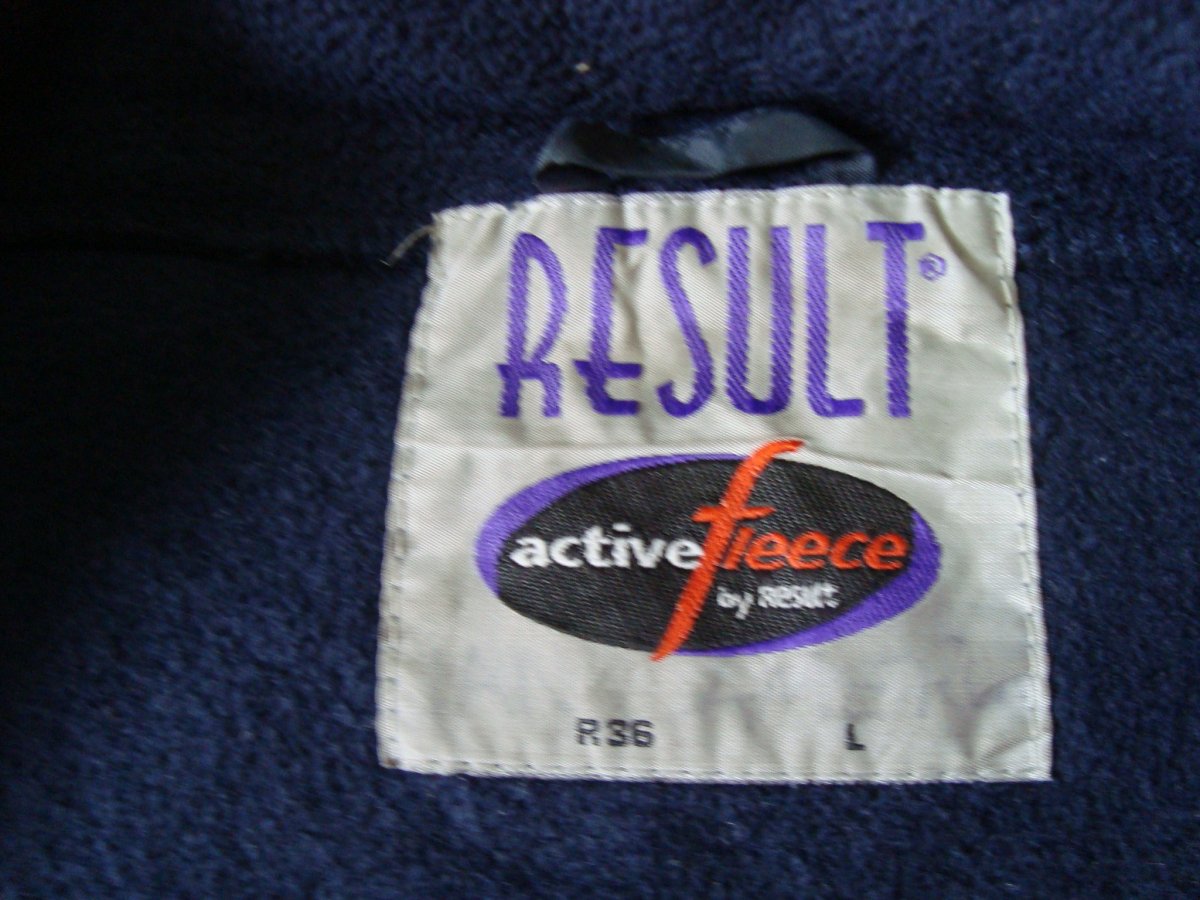 RESULT®
activefleece
by Result
R36 L